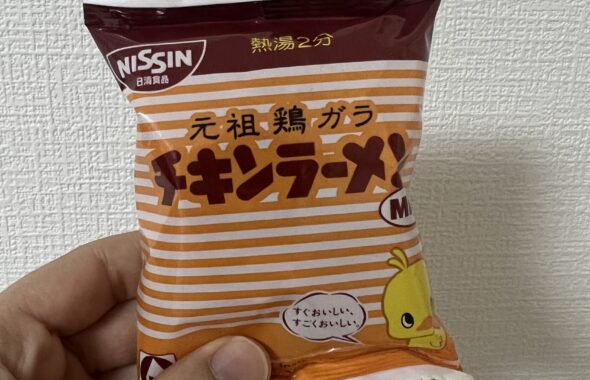 熱湯2分
NISSIN
日清食品
元祖 鶏ガラ
チキンラーメン
すぐおいしい、
すごくおいしい。